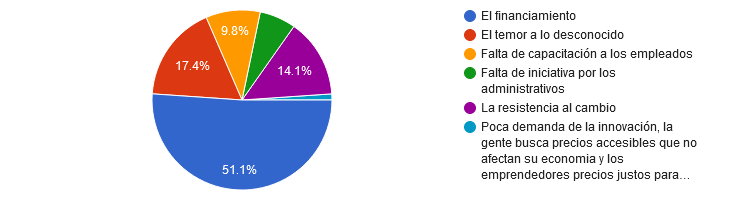 9.8%
17.4%
14.1%
51.1%
El financiamiento
El temor a lo desconocido
Falta de capacitación a los empleados
Falta de iniciativa por los
administrativos
La resistencia al cambio
Poca demanda de la innovación, la
gente busca precios accesibles que no
afectan su economia y los
emprendedores precios justos para…